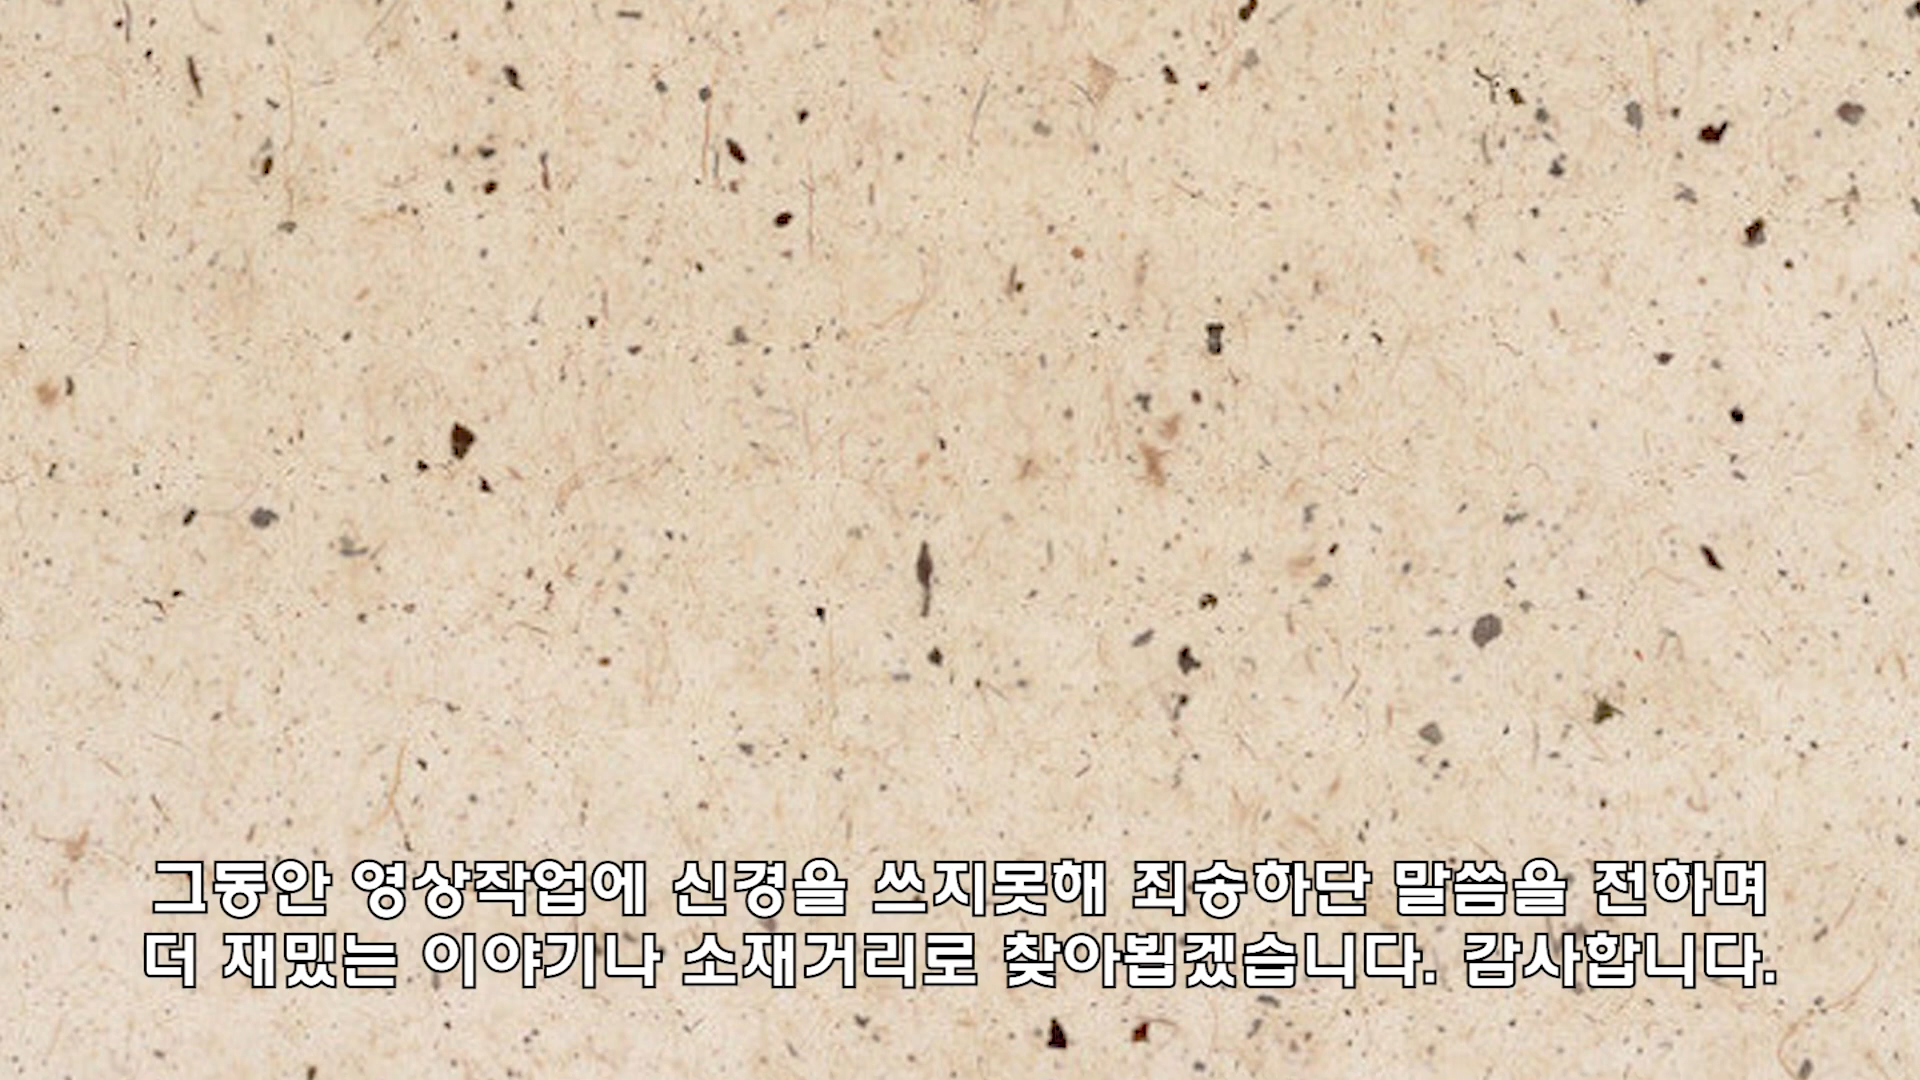 그동안 영상작업에 신경을 쓰지못해 죄송하단 말씀을 전하며
더 재밌는 이야기나 소재거리로 찾아뵙겠습니다. 감사합니다.